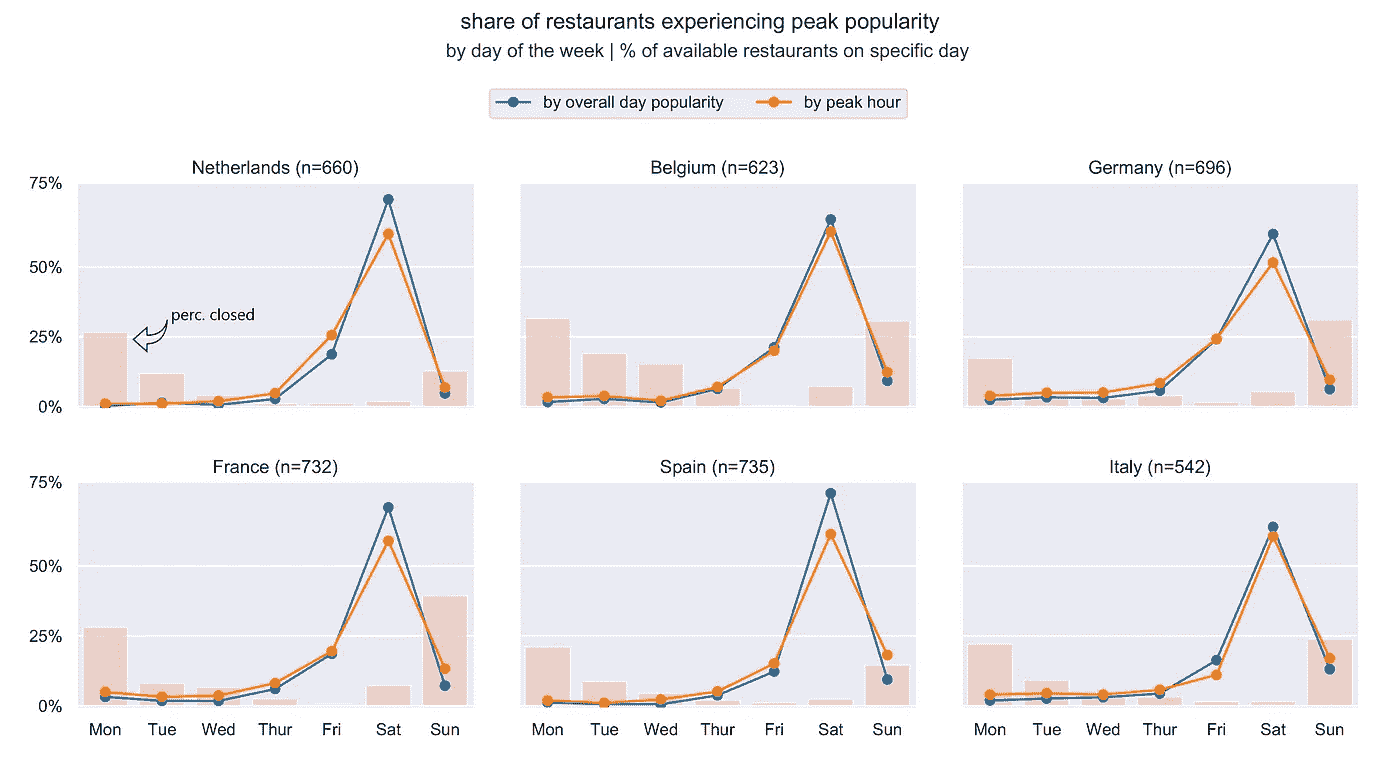 share of restaurants experiencing peak popularity
by day of the week | % of available restaurants on specific day
by overall day popularity by peak hour
Netherlands (n=660) Belgium (n=623) Germany (n=696)
75%
50%
perc. closed
25%
0%
France (n=732) Spain (n=735) Italy (n=542)
75%
50%
25%
0%
Mon Tue Wed Thur Fri Sat Sun Mon Tue Wed Thur Fri Sat Sun Mon Tue Wed Thur Fri Sat Sun